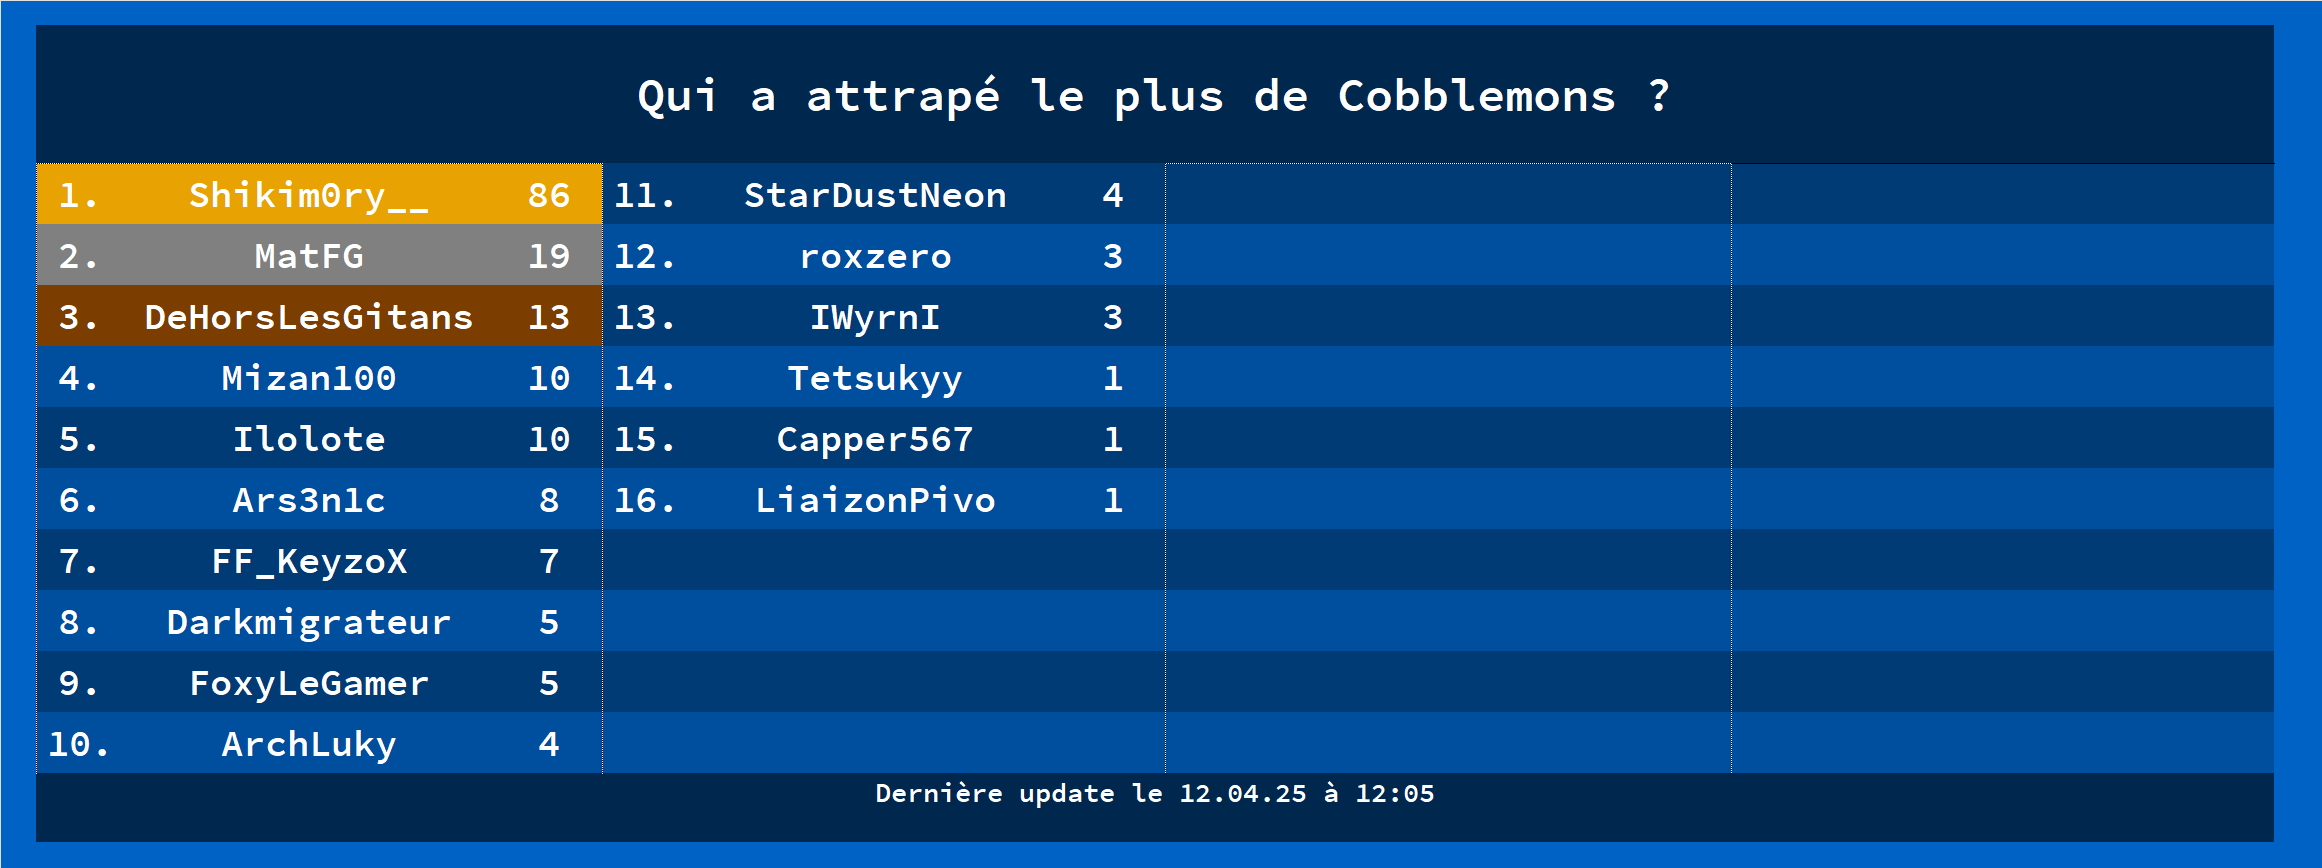 Qui a attrapé le plus de Cobblemons ?
1. Shikim0ry__ 86
2. MatFG 19
3. DeHorsLesGitans 13
4. Mizan100 10
5. Ilolote 10
6. Ars3n1c 8
7. FF_KeyzoX 7
8. Darkmigrateur 5
9. FoxyLeGamer 5
10. ArchLuky 4
11. StarDustNeon 4
12. roxzero 3
13. IWyrnI 3
14. Tetsukyy 1
15. Capper567 1
16. LiaizonPivo 1
Dernière update le 12.04.25 à 12:05